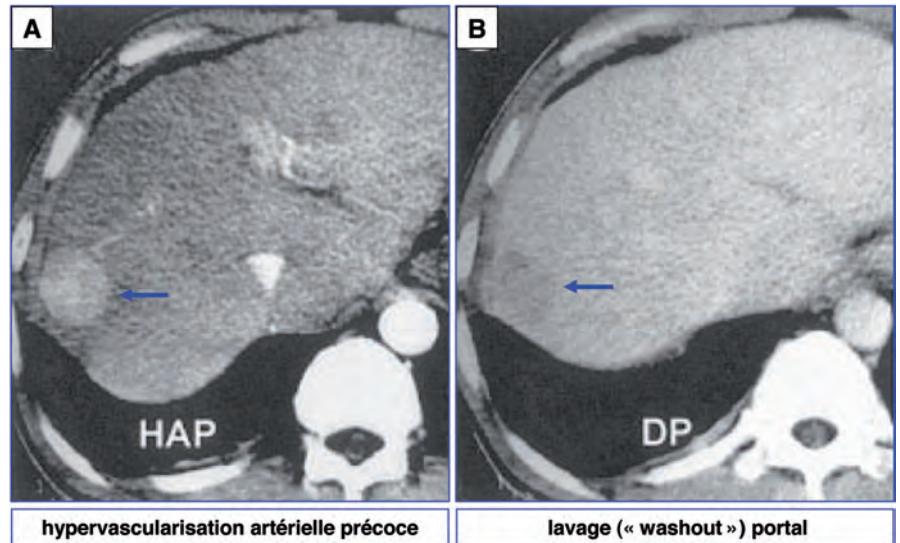 A
B
HAP
DP
hypervascularisation artérielle précoce
lavage (« washout ») portal